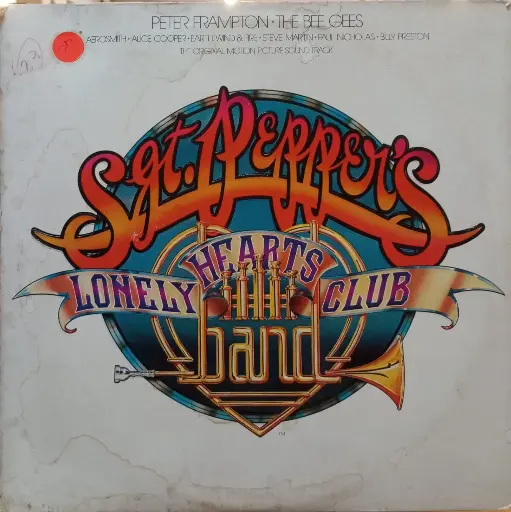 PETER FRAMPTON • THE BEE GEES
AEROSMITH • ALICE COOPER • EARTH WIND & FIRE • STEVE MARTIN • PAUL NICHOLAS • BILLY PRESTON
THE ORIGINAL MOTION PICTURE SOUND TRACK
Sgt. Pepper's
LONELY HEARTS CLUB
band
TM